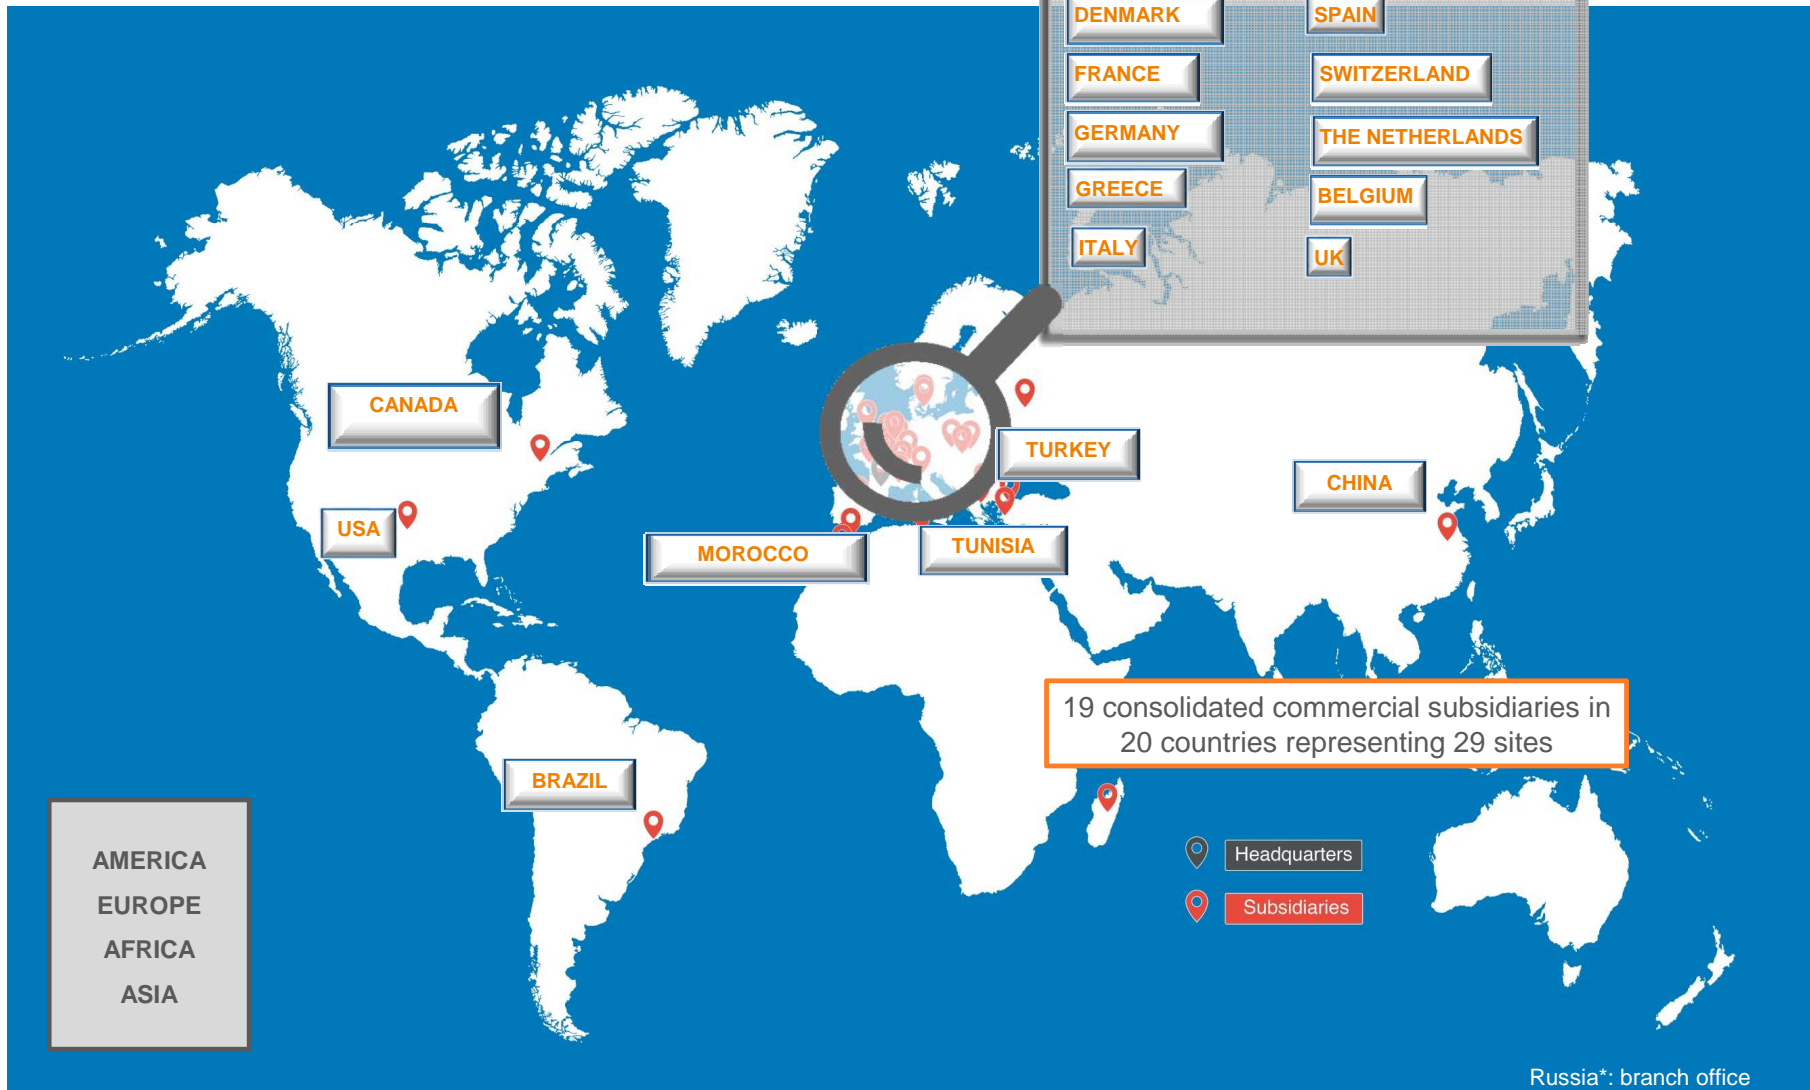 DENMARK
SPAIN
FRANCE
SWITZERLAND
GERMANY
THE NETHERLANDS
GREECE
BELGIUM
ITALY
UK
CANADA
TURKEY
CHINA
USA
MOROCCO
TUNISIA
19 consolidated commercial subsidiaries in
20 countries representing 29 sites
BRAZIL
Headquarters
Subsidiaries
AMERICA
EUROPE
AFRICA
ASIA
Russia*: branch office